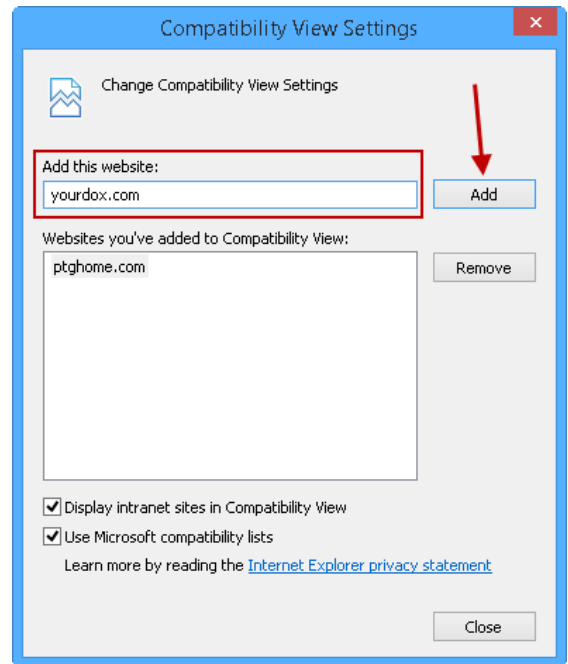 Compatibility View Settings
Change Compatibility View Settings
Add this website:
yourdox.com
Add
Websites you've added to Compatibility View:
ptghome.com
Remove
Display intranet sites in Compatibility View
Use Microsoft compatibility lists
Learn more by reading the Internet Explorer privacy statement
Close